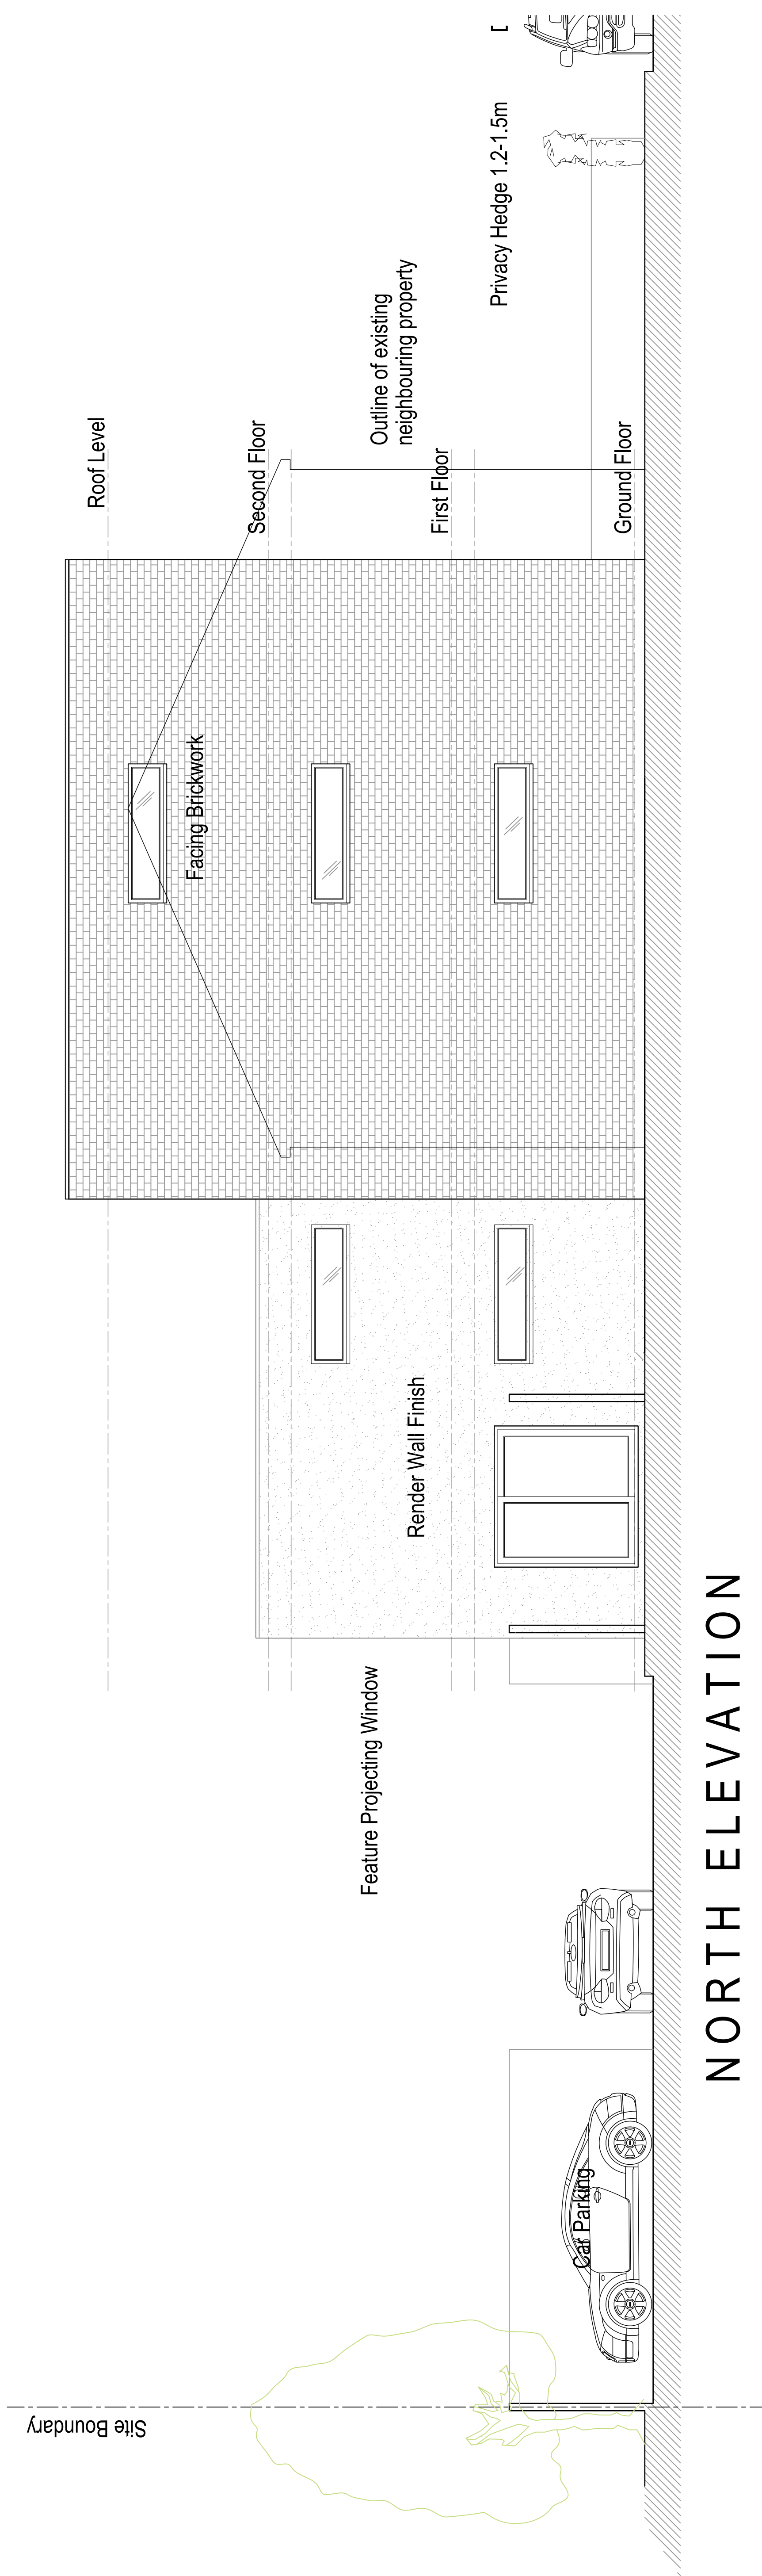 Site Boundary
Car Parking
Feature Projecting Window
Render Wall Finish
Facing Brickwork
Roof Level
Second Floor
First Floor
Ground Floor
Outline of existing
neighbouring property
Privacy Hedge 1.2-1.5m
[
NORTH ELEVATION